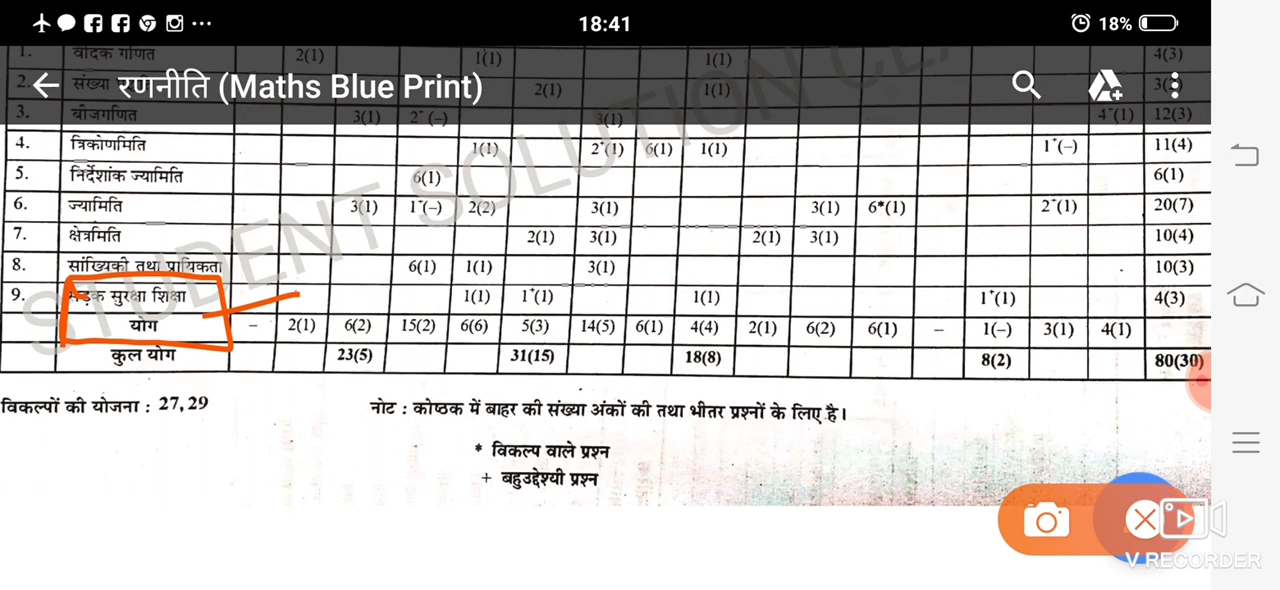 18:41
18%
1. वैदिक गणित 2(1) 1(1) 1(1) 4(3)
रणनीति (Maths Blue Print)
2. संख्या 2(1) 1(1)
3. बीजगणित 3(1) 2⁺(–) 3(1) 4*(1) 12(3)
4. त्रिकोणमिति 1(1) 2⁺(1) 6(1) 1(1) 1⁺(–) 11(4)
5. निर्देशांक ज्यामिति 6(1) 6(1)
6. ज्यामिति 3(1) 1⁺(–) 2(2) 3(1) 3(1) 6*(1) 2⁺(1) 20(7)
7. क्षेत्रमिति 2(1) 3(1) 2(1) 3(1) 10(4)
8. सांख्यिकी तथा प्रायिकता 6(1) 1(1) 3(1) 10(3)
9. सड़क सुरक्षा शिक्षा 1(1) 1⁺(1) 1(1) 1⁺(1) 4(3)
योग – 2(1) 6(2) 15(2) 6(6) 5(3) 14(5) 6(1) 4(4) 2(1) 6(2) 6(1) – 1(–) 3(1) 4(1)
कुल योग 23(5) 31(15) 18(8) 8(2) 80(30)
विकल्पों की योजना : 27,29
नोट : कोष्ठक में बाहर की संख्या अंकों की तथा भीतर प्रश्नों के लिए है।
* विकल्प वाले प्रश्न
+ बहुउद्देश्यी प्रश्न
STUDENT SOLUTION CLA
V RECORDER